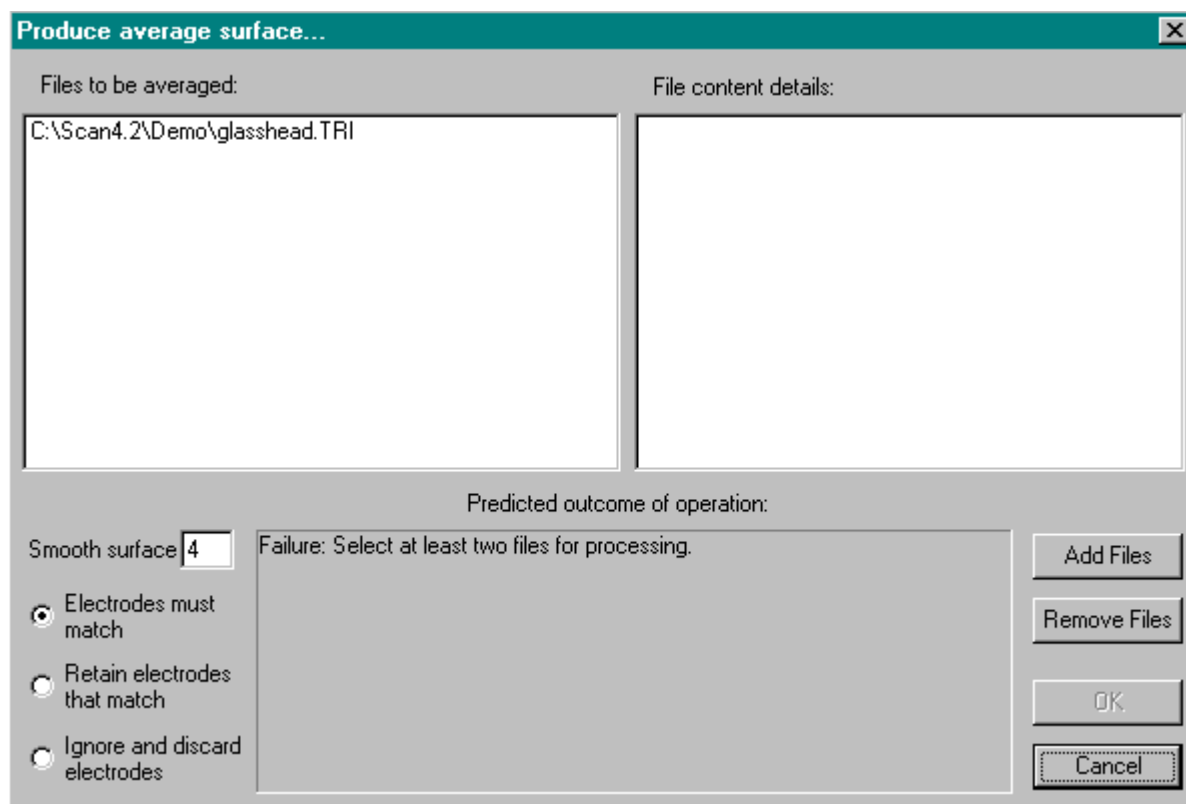 Produce average surface...
Files to be averaged:
File content details:
C:\Scan4.2\Demo\glasshead.TRI
Predicted outcome of operation:
Smooth surface 4
Failure: Select at least two files for processing.
Add Files
Electrodes must
match
Remove Files
Retain electrodes
that match
OK
Ignore and discard
electrodes
Cancel